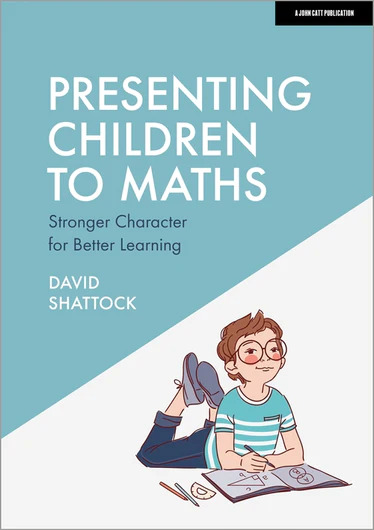 A JOHN CATT PUBLICATION
PRESENTING
CHILDREN
TO MATHS
Stronger Character
for Better Learning
DAVID
SHATTOCK